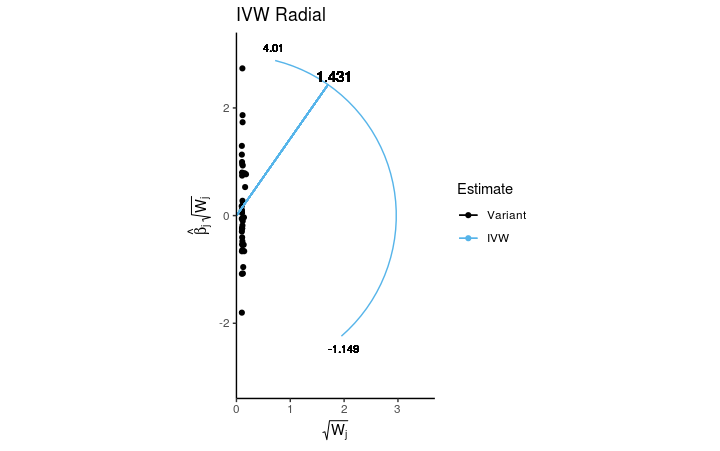 IVW Radial
4.01
1.431
2
0
-2
-1.149
β̂ⱼ√Wⱼ
0 1 2 3
√Wⱼ
Estimate
Variant
IVW